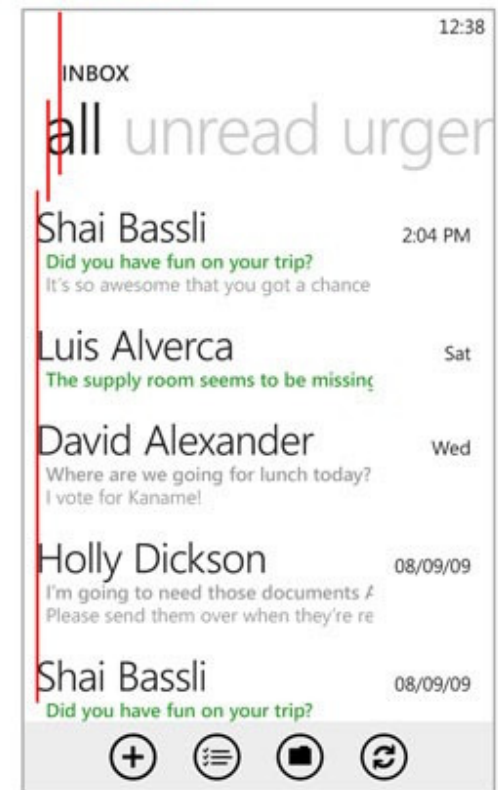 12:38
INBOX
all unread urgen
Shai Bassli 2:04 PM
Did you have fun on your trip?
It's so awesome that you got a chance
Luis Alverca Sat
The supply room seems to be missing
David Alexander Wed
Where are we going for lunch today?
I vote for Kaname!
Holly Dickson 08/09/09
I'm going to need those documents A
Please send them over when they're re
Shai Bassli 08/09/09
Did you have fun on your trip?